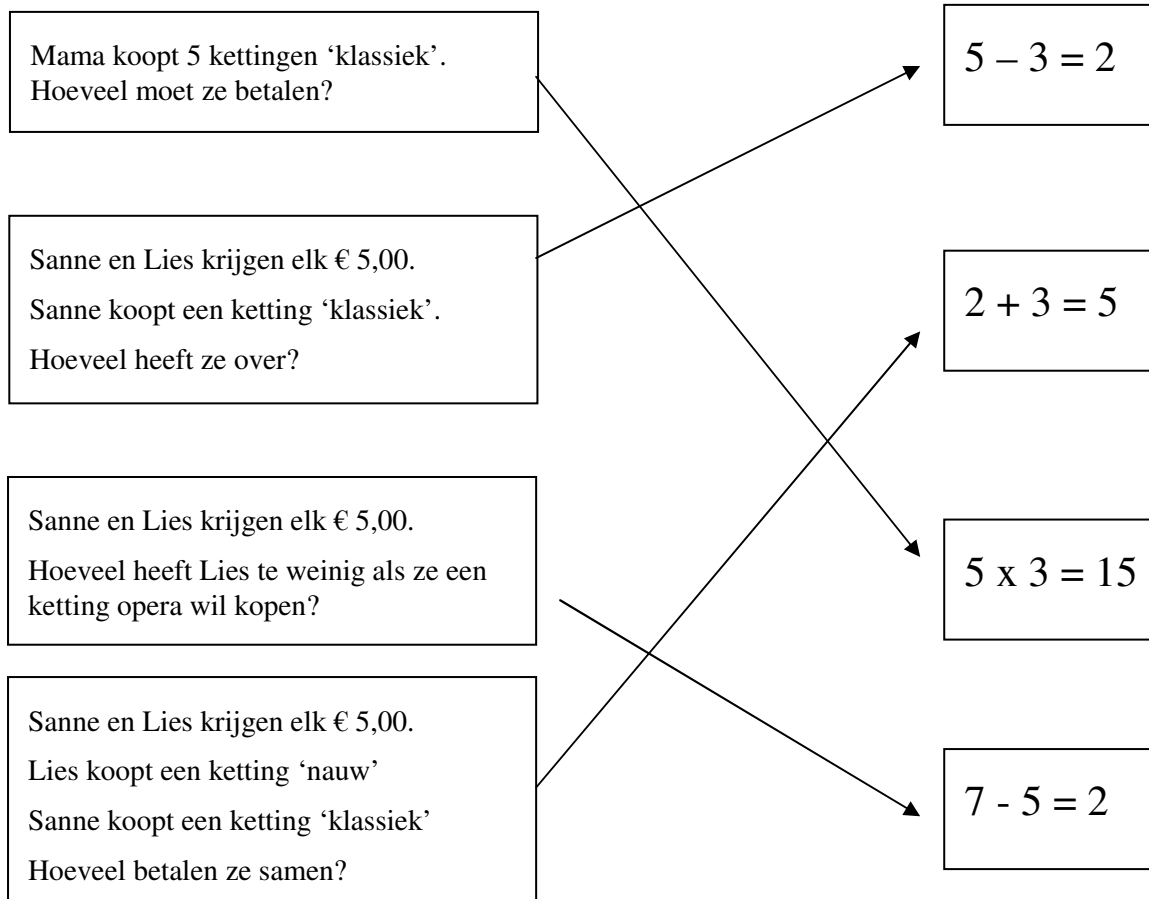 Mama koopt 5 kettingen ‘klassiek’.
Hoeveel moet ze betalen?
5 – 3 = 2
Sanne en Lies krijgen elk € 5,00.
Sanne koopt een ketting ‘klassiek’.
Hoeveel heeft ze over?
2 + 3 = 5
Sanne en Lies krijgen elk € 5,00.
Hoeveel heeft Lies te weinig als ze een
ketting opera wil kopen?
5 x 3 = 15
Sanne en Lies krijgen elk € 5,00.
Lies koopt een ketting ‘nauw’
Sanne koopt een ketting ‘klassiek’
Hoeveel betalen ze samen?
7 - 5 = 2